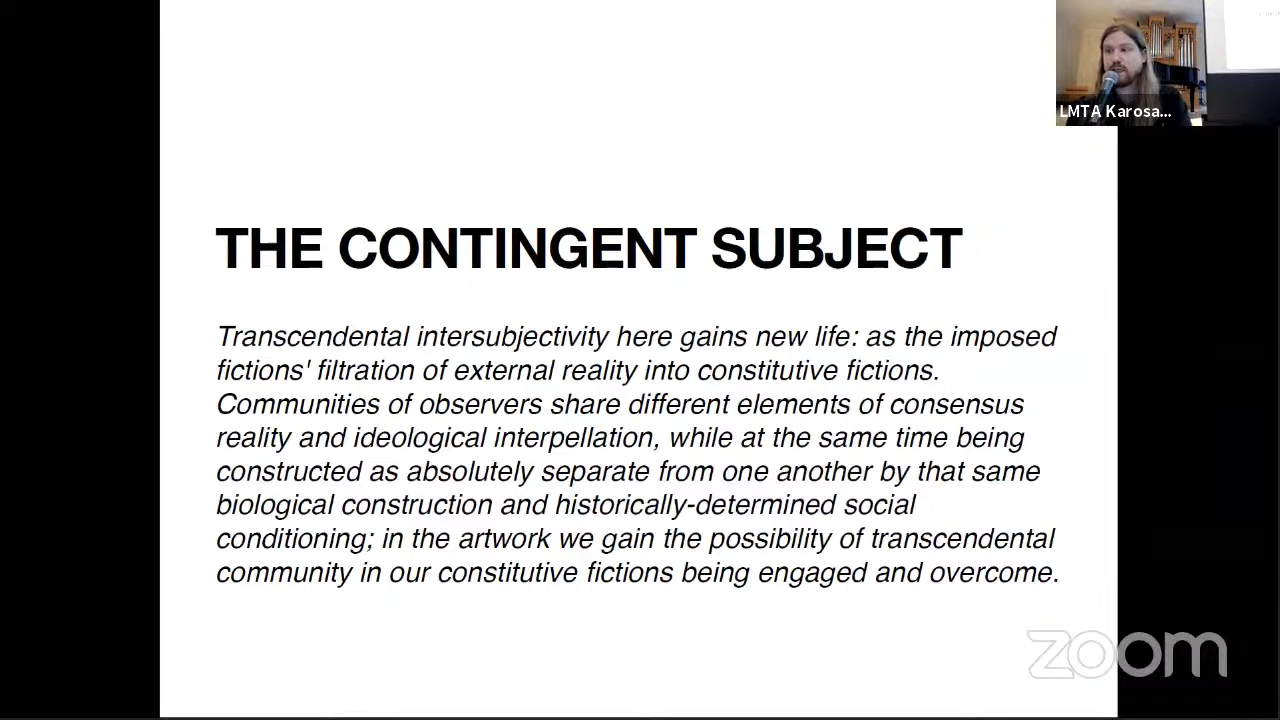 LMTA Karosa...
THE CONTINGENT SUBJECT
Transcendental intersubjectivity here gains new life: as the imposed
fictions' filtration of external reality into constitutive fictions.
Communities of observers share different elements of consensus
reality and ideological interpellation, while at the same time being
constructed as absolutely separate from one another by that same
biological construction and historically-determined social
conditioning; in the artwork we gain the possibility of transcendental
community in our constitutive fictions being engaged and overcome.
zoom